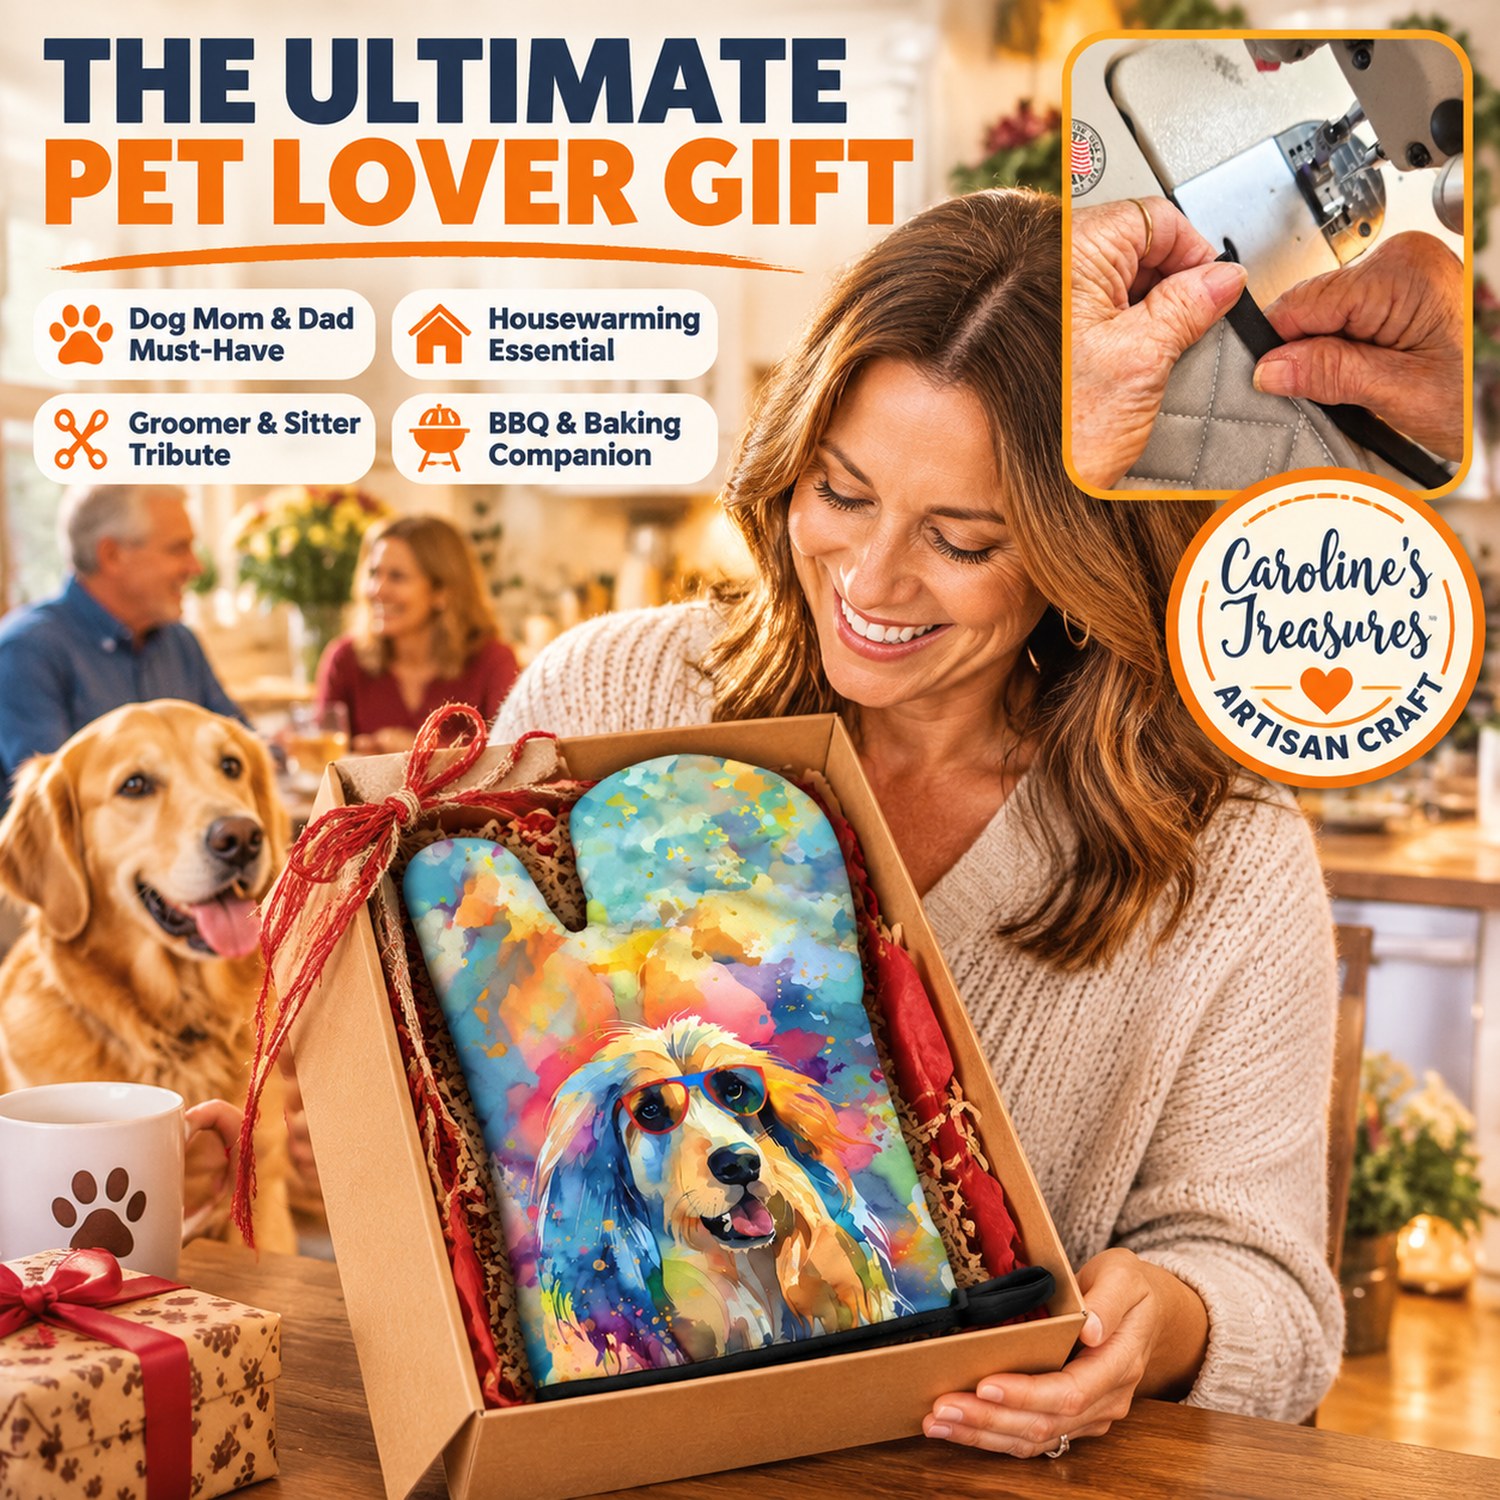 THE ULTIMATE
PET LOVER GIFT
Dog Mom & Dad
Must-Have
Housewarming
Essential
Groomer & Sitter
Tribute
BBQ & Baking
Companion
Caroline's
Treasures
ARTISAN CRAFT